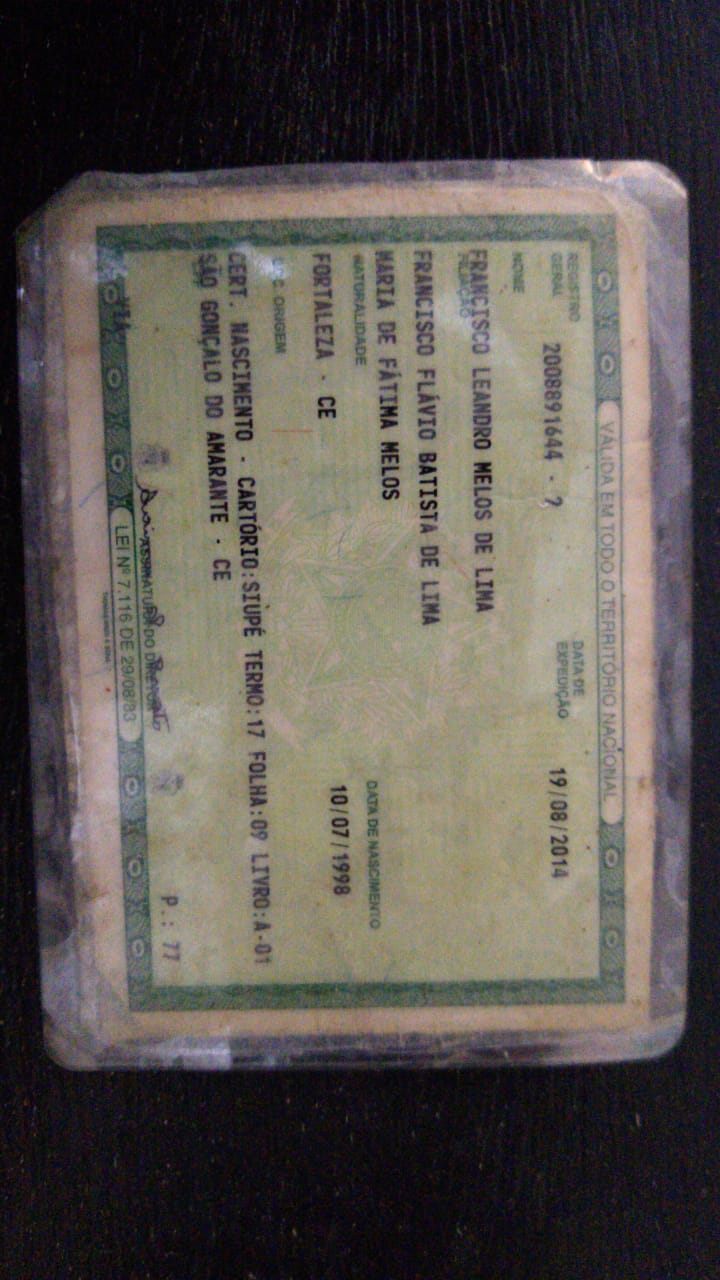 VÁLIDA EM TODO O TERRITÓRIO NACIONAL
REGISTRO GERAL 2008891644 - ? DATA DE EXPEDIÇÃO 19/08/2014
NOME
FRANCISCO LEANDRO MELOS DE LIMA
FILIAÇÃO
FRANCISCO FLÁVIO BATISTA DE LIMA
MARIA DE FÁTIMA MELOS
NATURALIDADE DATA DE NASCIMENTO
FORTALEZA - CE 10/07/1998
ORIGEM
CERT. NASCIMENTO - CARTÓRIO:SIUPÉ TERMO:17 FOLHA:09 LIVRO:A-01
SÃO GONÇALO DO AMARANTE - CE
P.: 77
ASSINATURA DO DIRETOR
LEI Nº 7.116 DE 29/08/83